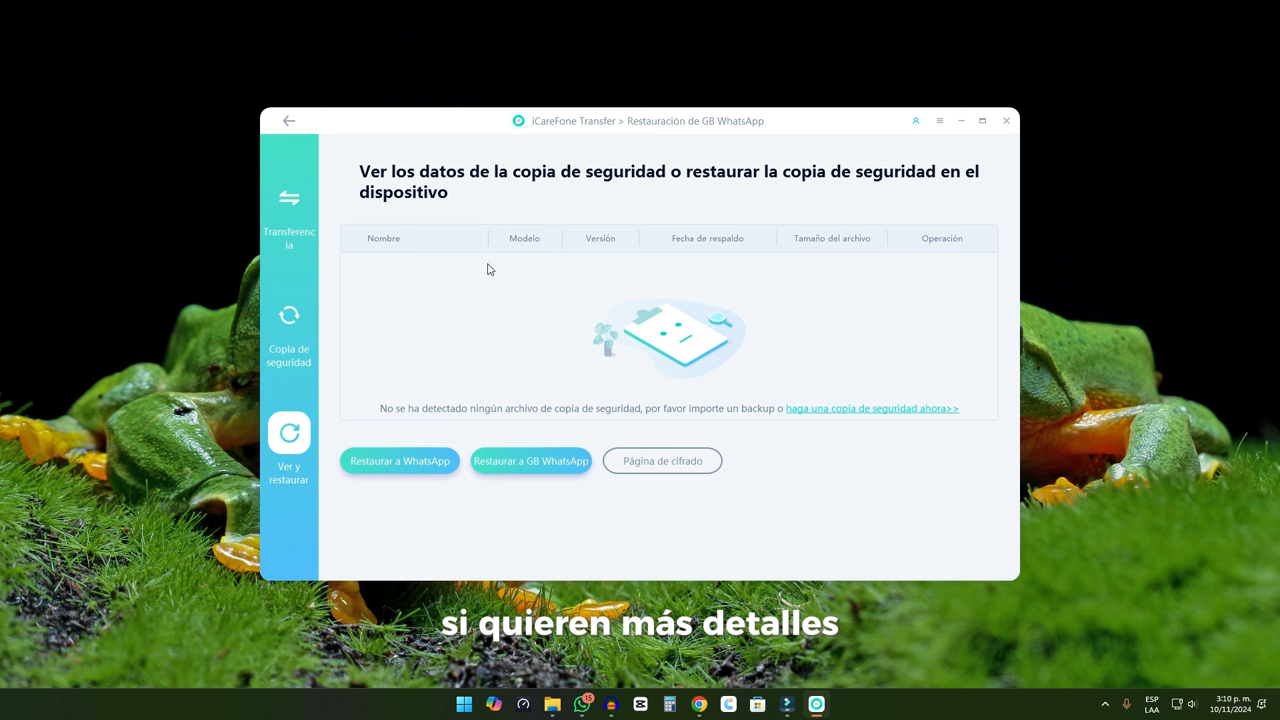 iCareFone Transfer > Restauración de GB WhatsApp
Ver los datos de la copia de seguridad o restaurar la copia de seguridad en el
dispositivo
Transferenc
ia
Copia de
seguridad
Ver y
restaurar
Nombre
Modelo
Versión
Fecha de respaldo
Tamaño del archivo
Operación
No se ha detectado ningún archivo de copia de seguridad, por favor importe un backup o haga una copia de seguridad ahora>>
Restaurar a WhatsApp
Restaurar a GB WhatsApp
Página de cifrado
si quieren más detalles
15
ESP
LAA
3:10 p. m.
10/11/2024